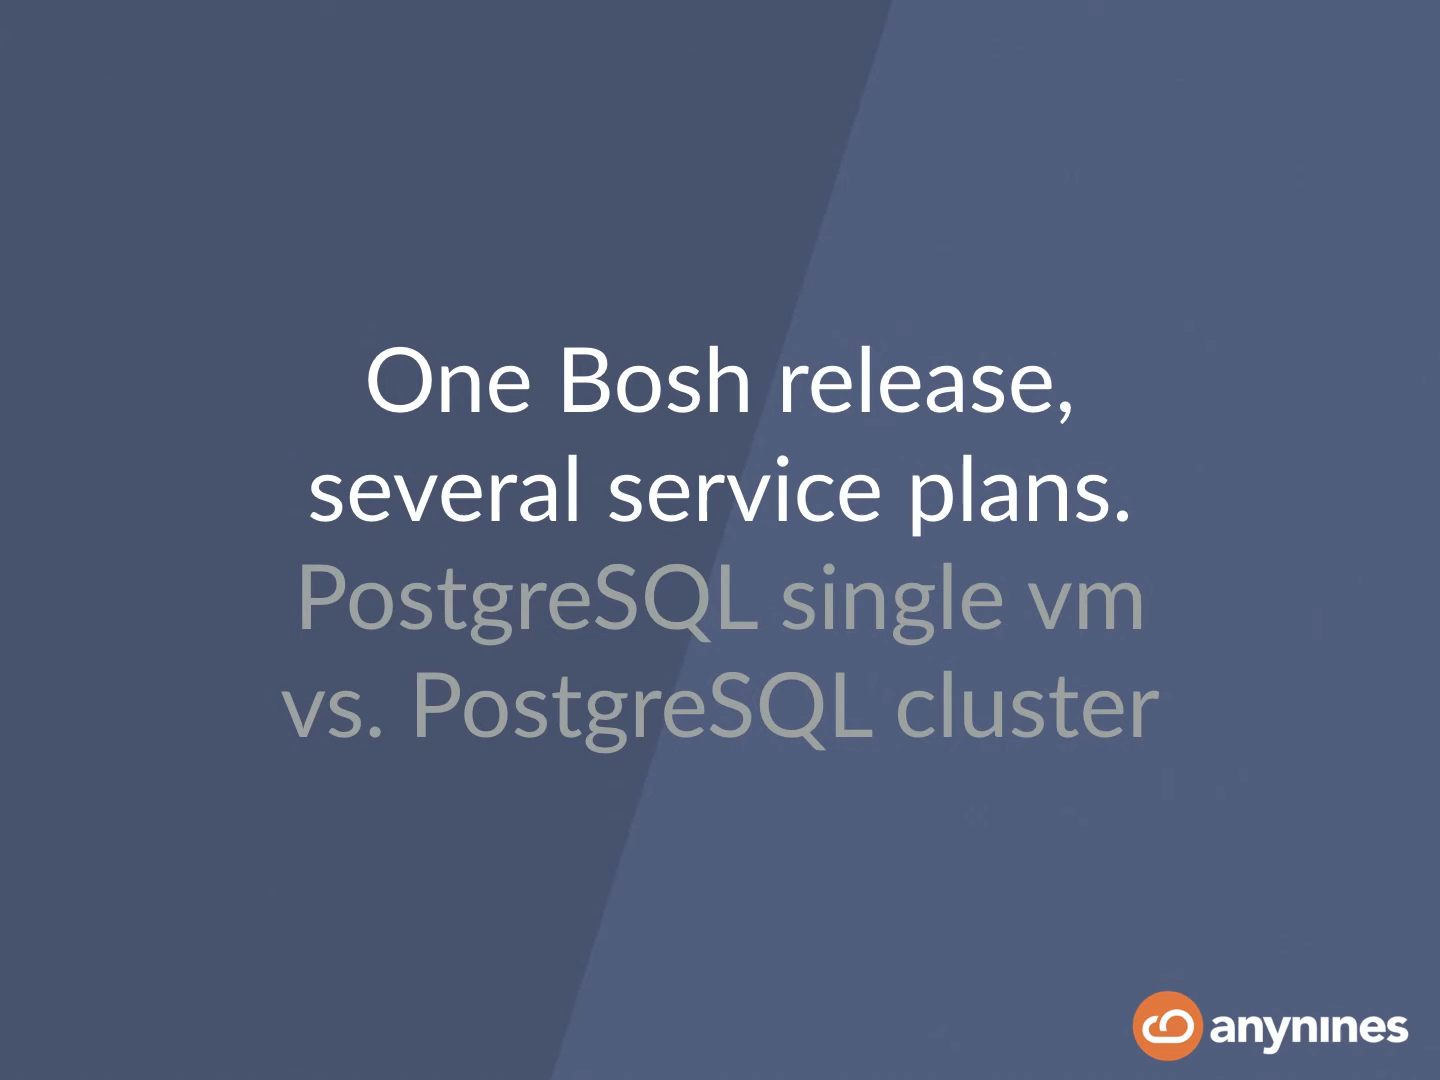 One Bosh release,
several service plans.
PostgreSQL single vm
vs. PostgreSQL cluster
anynines